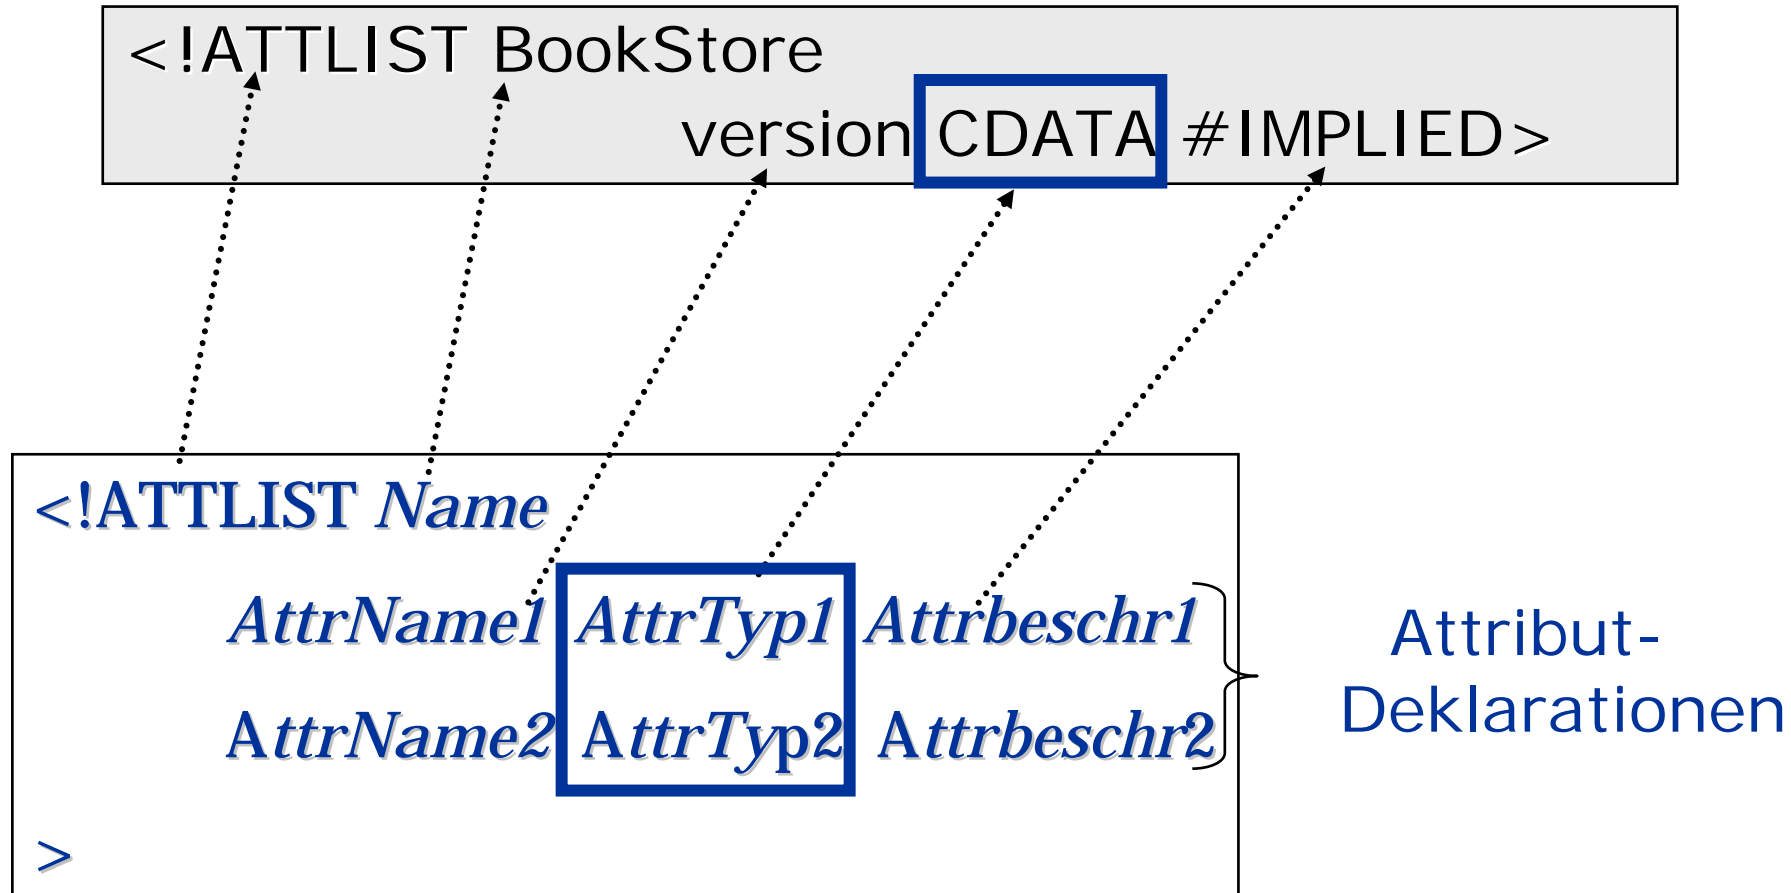 <!ATTLIST BookStore
version CDATA #IMPLIED>
<!ATTLIST Name
AttrName1 AttrTyp1 Attrbeschr1
AttrName2 AttrTyp2 Attrbeschr2
>
Attribut-
Deklarationen